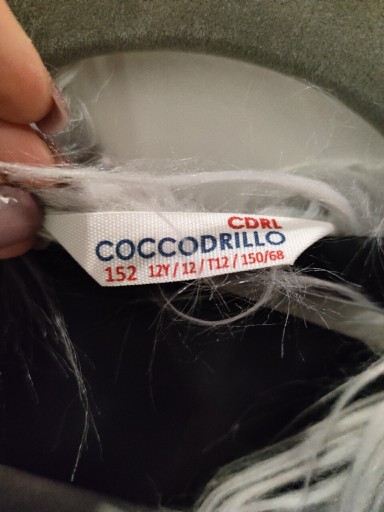 CDRL
COCCODRILLO
152 12Y / 12 / T12 / 150/68